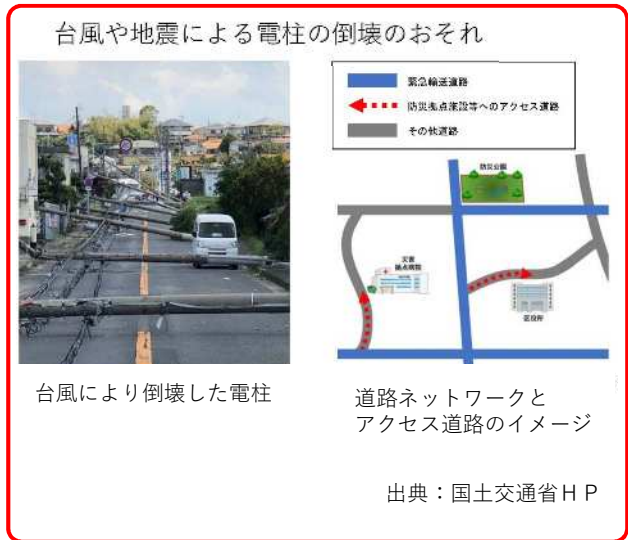 台風や地震による電柱の倒壊のおそれ
緊急輸送道路
防災拠点施設等へのアクセス道路
その他道路
防災公園
災害
拠点病院
区役所
台風により倒壊した電柱
道路ネットワークと
アクセス道路のイメージ
出典：国土交通省ＨＰ